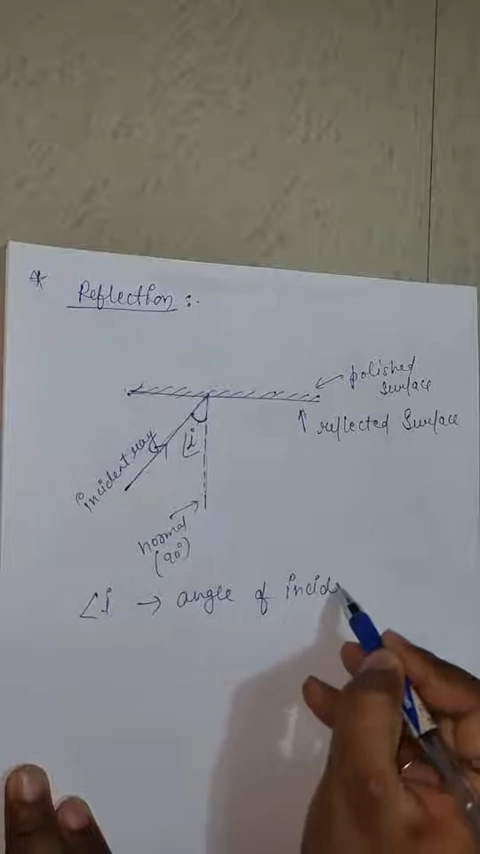 * Reflection :-
polished
surface
reflected Surface
incident ray
∠i
normal
(90°)
∠i → angle of incid